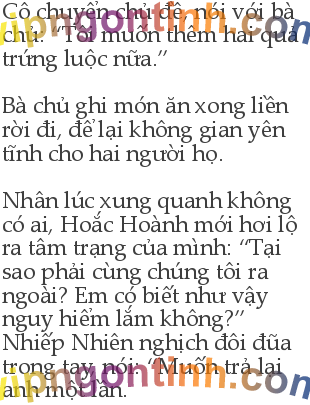 Cô chuyển chủ đề, nói với bà
chủ: “Tôi muốn thêm hai quả
trứng luộc nữa.”
Bà chủ ghi món ăn xong liền
rời đi, để lại không gian yên
tĩnh cho hai người họ.
Nhân lúc xung quanh không
có ai, Hoắc Hoành mới hơi lộ
ra tâm trạng của mình: “Tại
sao phải cùng chúng tôi ra
ngoài? Em có biết như vậy
nguy hiểm lắm không?”
Nhiếp Nhiên nghịch đôi đũa
trong tay, nói: “Muốn trả lại
anh một lần.
vipngontinh.com
vipngontinh.com